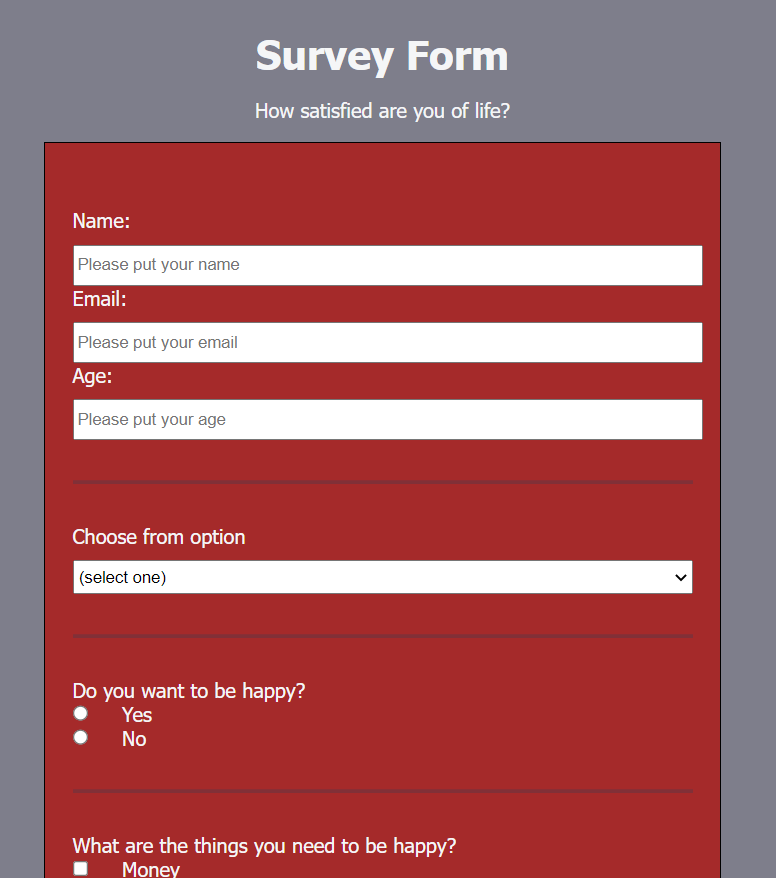 Survey Form
How satisfied are you of life?
Name:
Please put your name
Email:
Please put your email
Age:
Please put your age
Choose from option
(select one)
Do you want to be happy?
Yes
No
What are the things you need to be happy?
Money